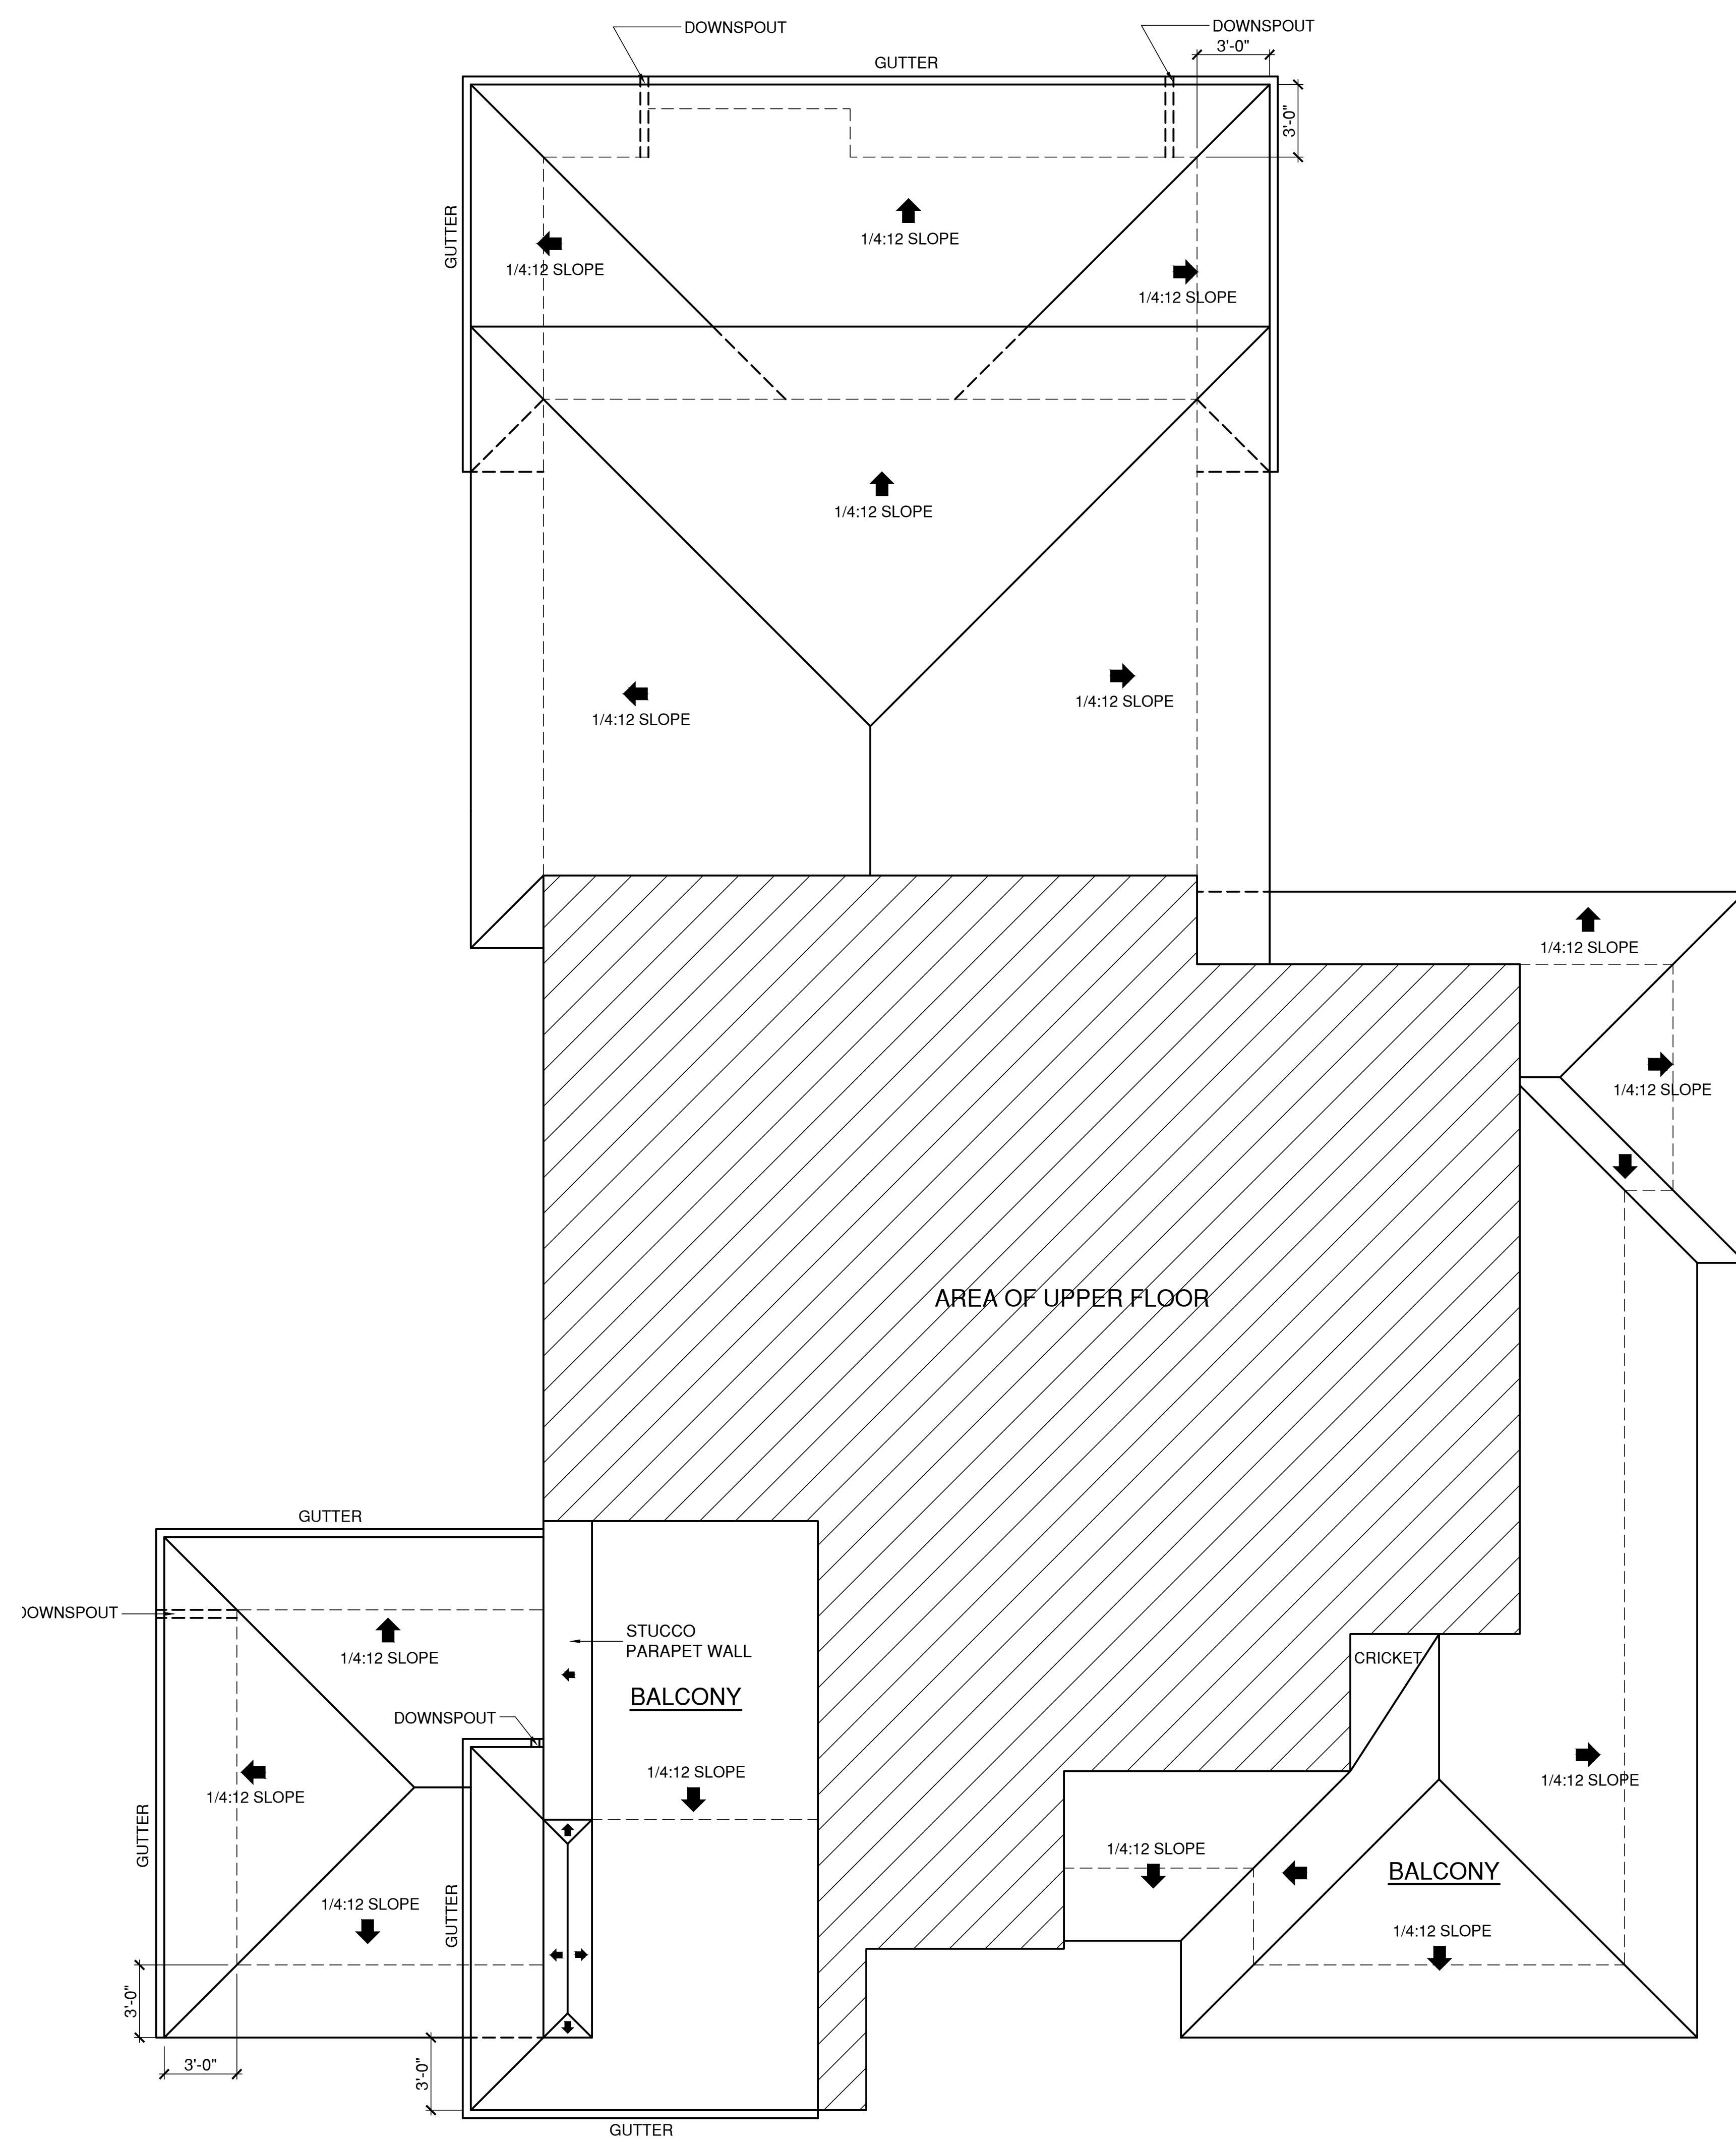 DOWNSPOUT
DOWNSPOUT
3'-0"
GUTTER
3'-0"
GUTTER
1/4:12 SLOPE
1/4:12 SLOPE
1/4:12 SLOPE
1/4:12 SLOPE
1/4:12 SLOPE
1/4:12 SLOPE
1/4:12 SLOPE
1/4:12 SLOPE
AREA OF UPPER FLOOR
GUTTER
DOWNSPOUT
STUCCO
PARAPET WALL
1/4:12 SLOPE
CRICKET
BALCONY
DOWNSPOUT
1/4:12 SLOPE
1/4:12 SLOPE
1/4:12 SLOPE
GUTTER
1/4:12 SLOPE
BALCONY
1/4:12 SLOPE
GUTTER
1/4:12 SLOPE
3'-0"
3'-0"
3'-0"
GUTTER